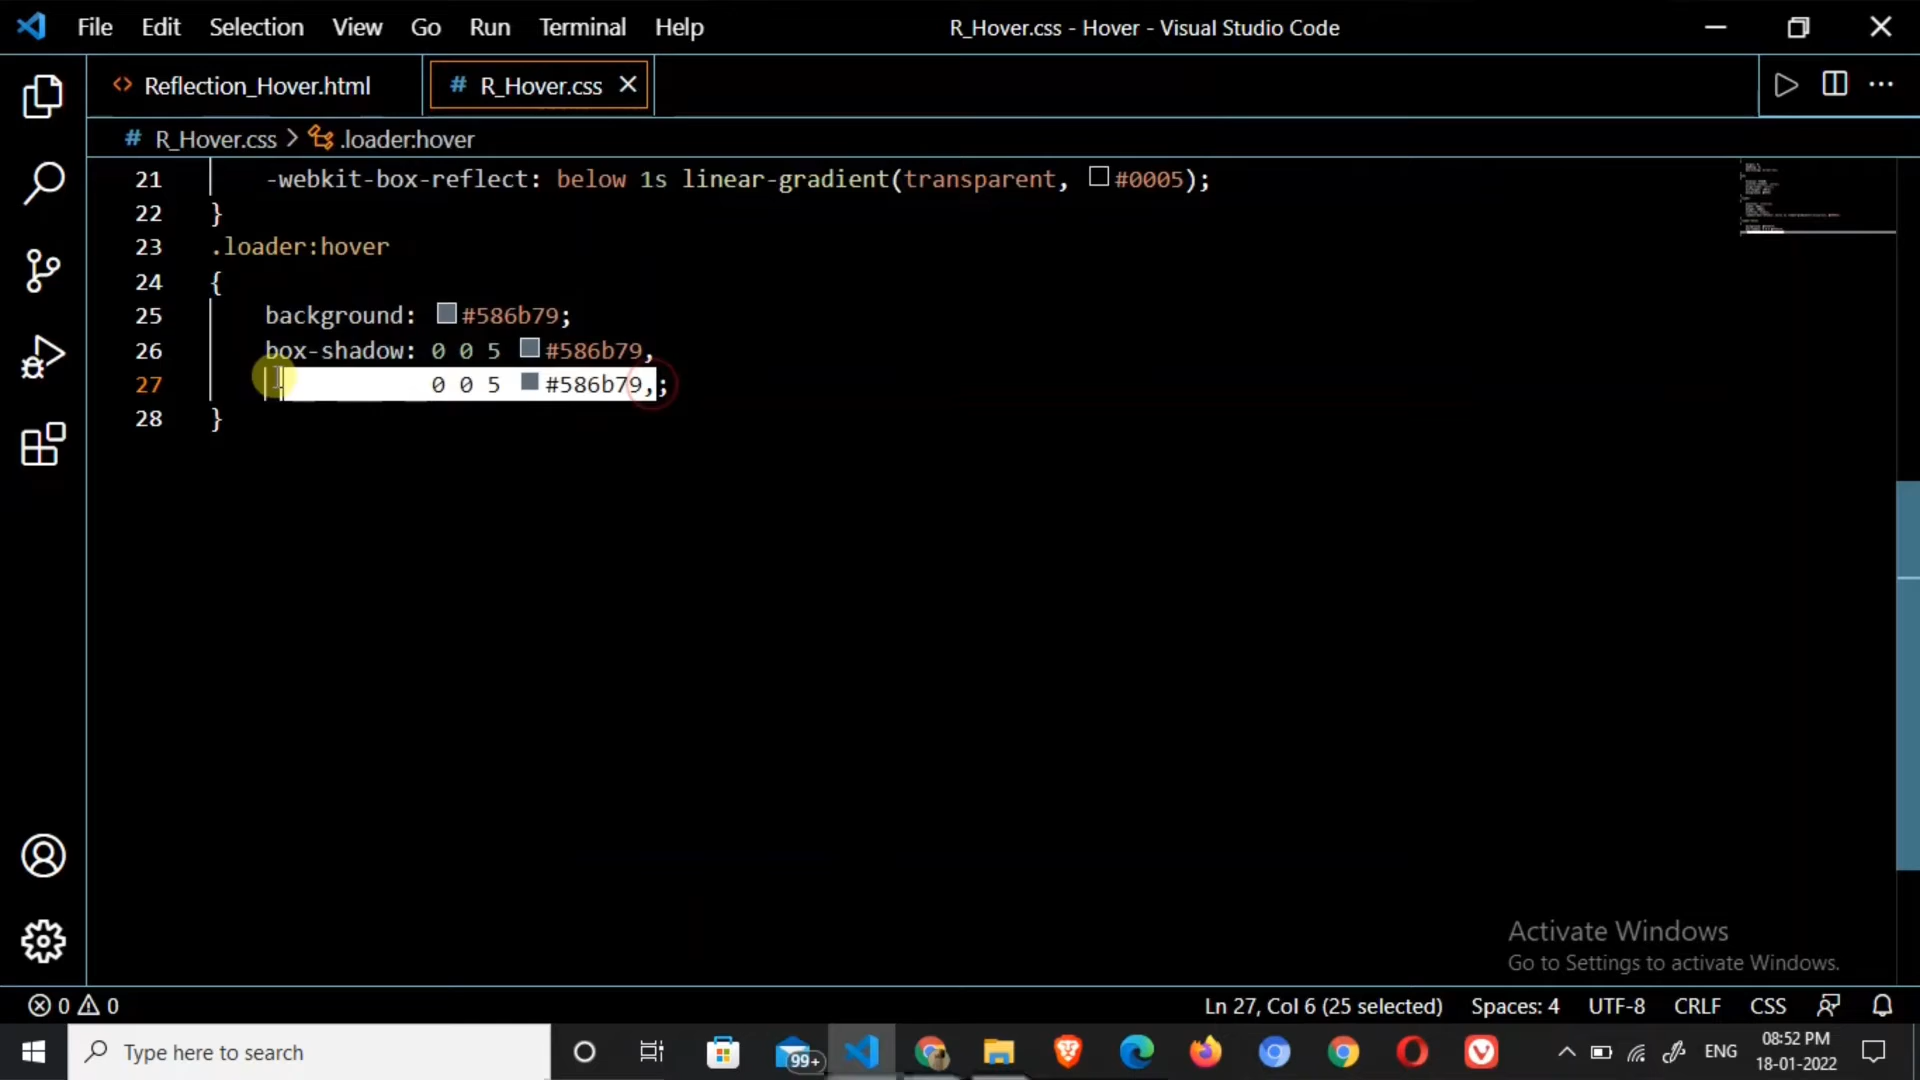 File Edit Selection View Go Run Terminal Help R_Hover.css - Hover - Visual Studio Code
Reflection_Hover.html # R_Hover.css
# R_Hover.css > .loader:hover
21 -webkit-box-reflect: below 1s linear-gradient(transparent, #0005);
22 }
23 .loader:hover
24 {
25 background: #586b79;
26 box-shadow: 0 0 5 #586b79,
27 0 0 5 #586b79,;
28 }
Activate Windows
Go to Settings to activate Windows.
0 0 Ln 27, Col 6 (25 selected) Spaces: 4 UTF-8 CRLF CSS
Type here to search 99+ ENG 08:52 PM
18-01-2022